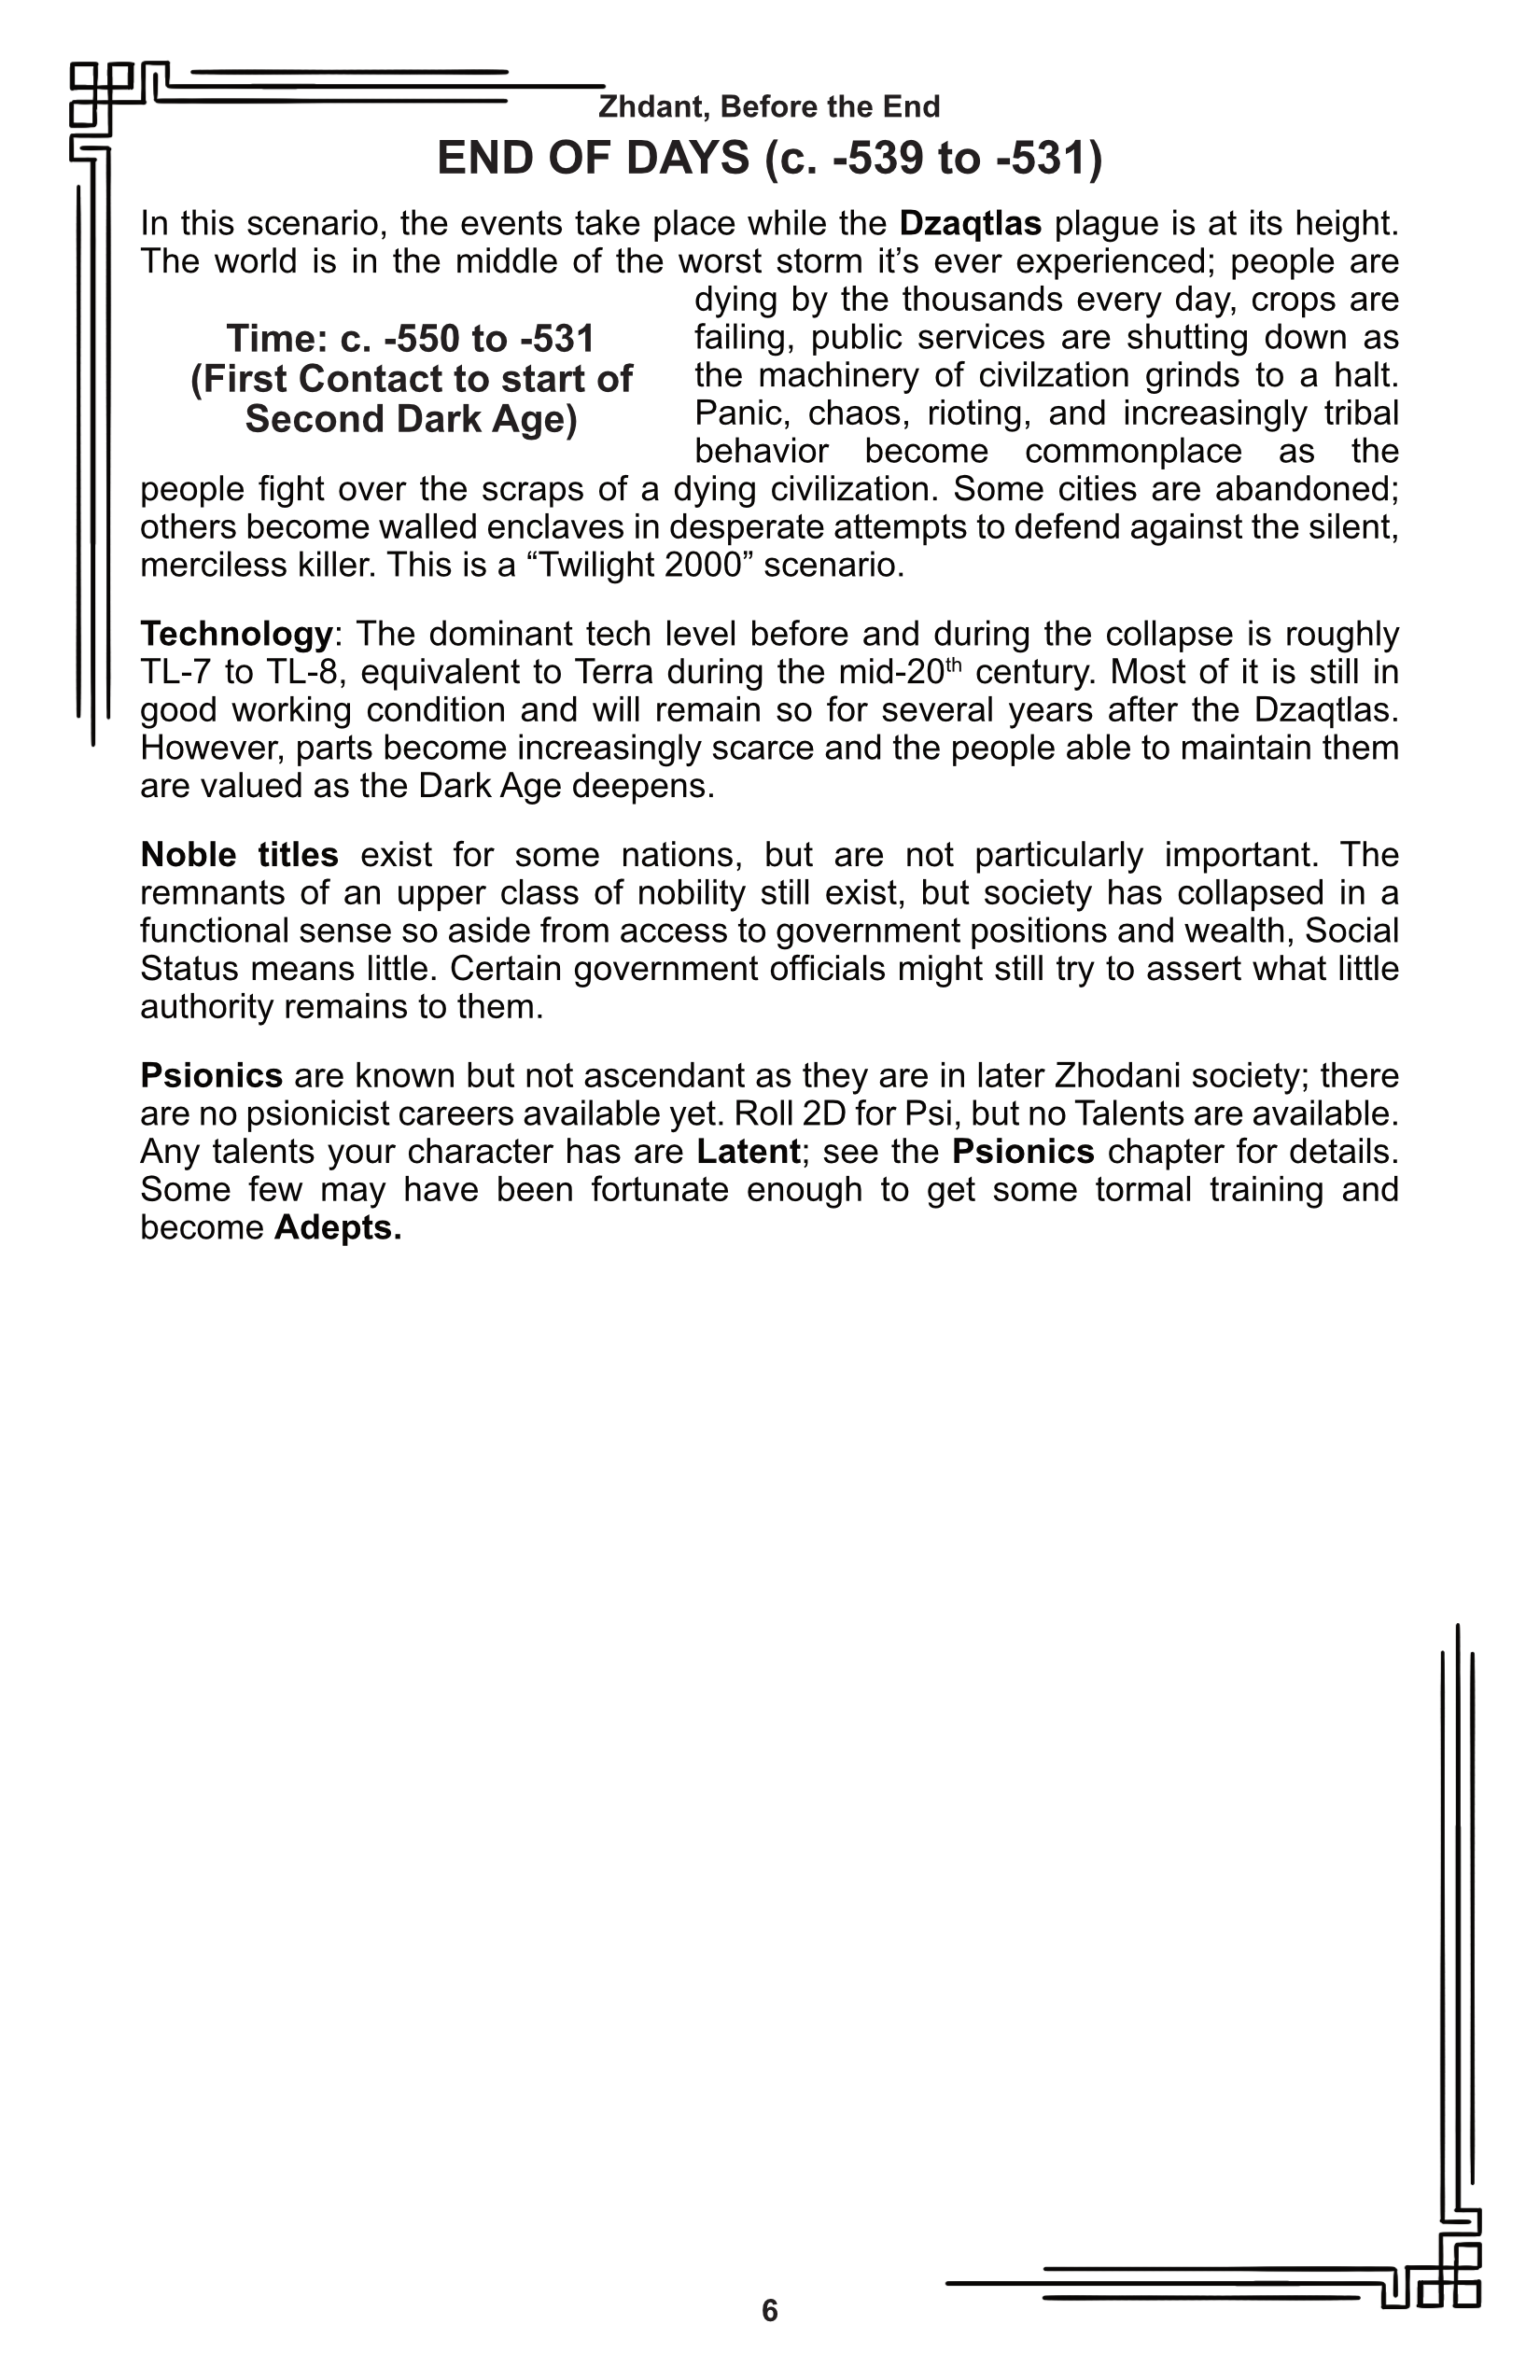 Zhdant, Before the End
END OF DAYS (c. -539 to -531)
In this scenario, the events take place while the Dzaqtlas plague is at its height.
The world is in the middle of the worst storm it's ever experienced; people are
dying by the thousands every day, crops are
failing, public services are shutting down as
the machinery of civilzation grinds to a halt.
Panic, chaos, rioting, and increasingly tribal
behavior become commonplace as the
Time: c. -550 to -531
(First Contact to start of
Second Dark Age)
people fight over the scraps of a dying civilization. Some cities are abandoned;
others become walled enclaves in desperate attempts to defend against the silent,
merciless killer. This is a “Twilight 2000” scenario.
Technology: The dominant tech level before and during the collapse is roughly
TL-7 to TL-8, equivalent to Terra during the mid-20th century. Most of it is still in
good working condition and will remain so for several years after the Dzaqtlas.
However, parts become increasingly scarce and the people able to maintain them
are valued as the Dark Age deepens.
Noble titles exist for some nations, but are not particularly important. The
remnants of an upper class of nobility still exist, but society has collapsed in a
functional sense so aside from access to government positions and wealth, Social
Status means little. Certain government officials might still try to assert what little
authority remains to them.
Psionics are known but not ascendant as they are in later Zhodani society; there
are no psionicist careers available yet. Roll 2D for Psi, but no Talents are available.
Any talents your character has are Latent; see the Psionics chapter for details.
Some few may have been fortunate enough to get some tormal training and
become Adepts.
6